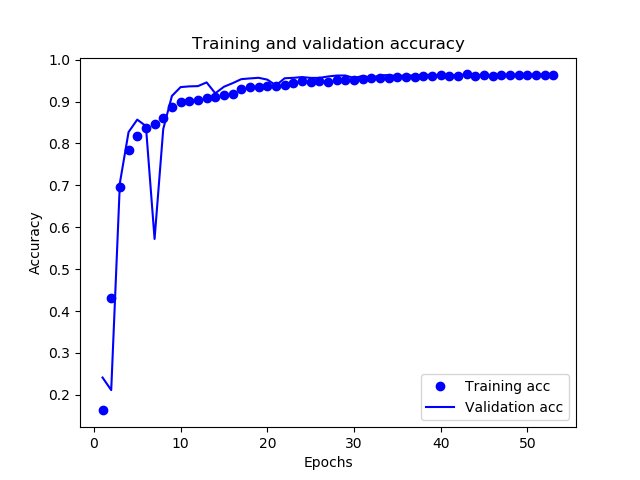 Training and validation accuracy
1.0
0.9
0.8
0.7
0.6
0.5
0.4
0.3
0.2
Accuracy
Training acc
Validation acc
0 10 20 30 40 50
Epochs